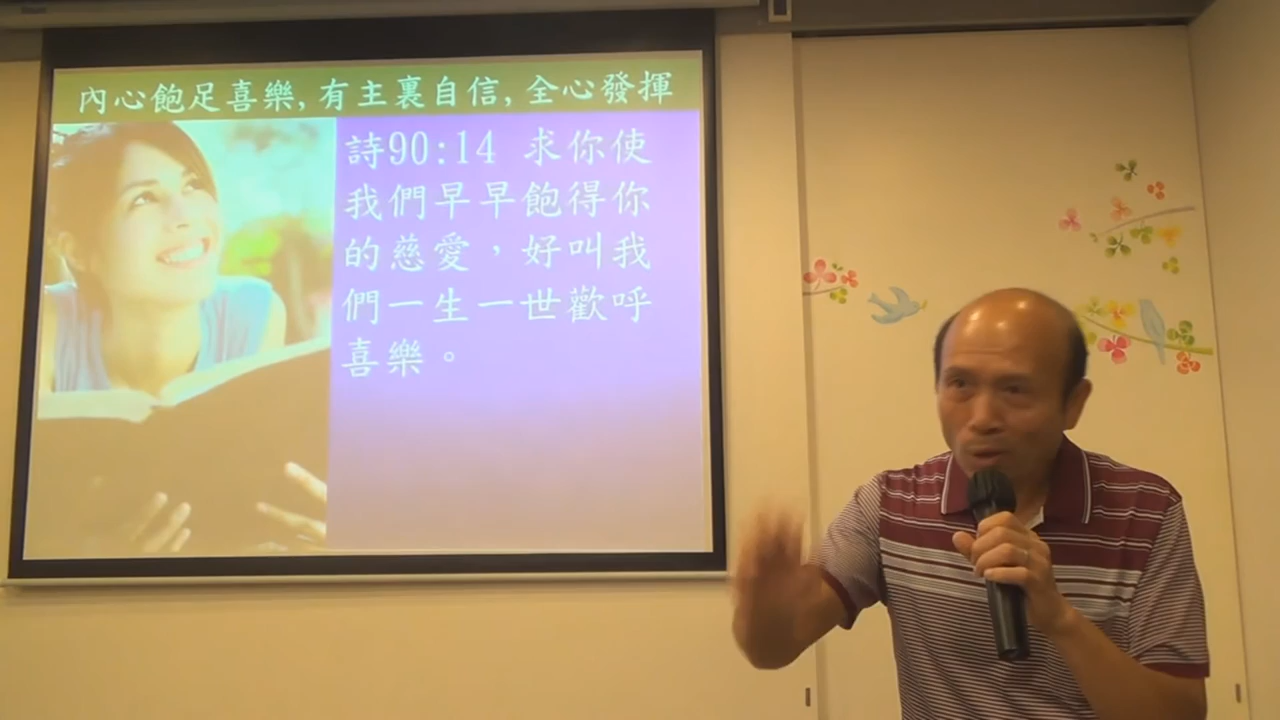 內心飽足喜樂,有主裏自信,全心發揮
詩90:14 求你使
我們早早飽得你
的慈愛，好叫我
們一生一世歡呼
喜樂。